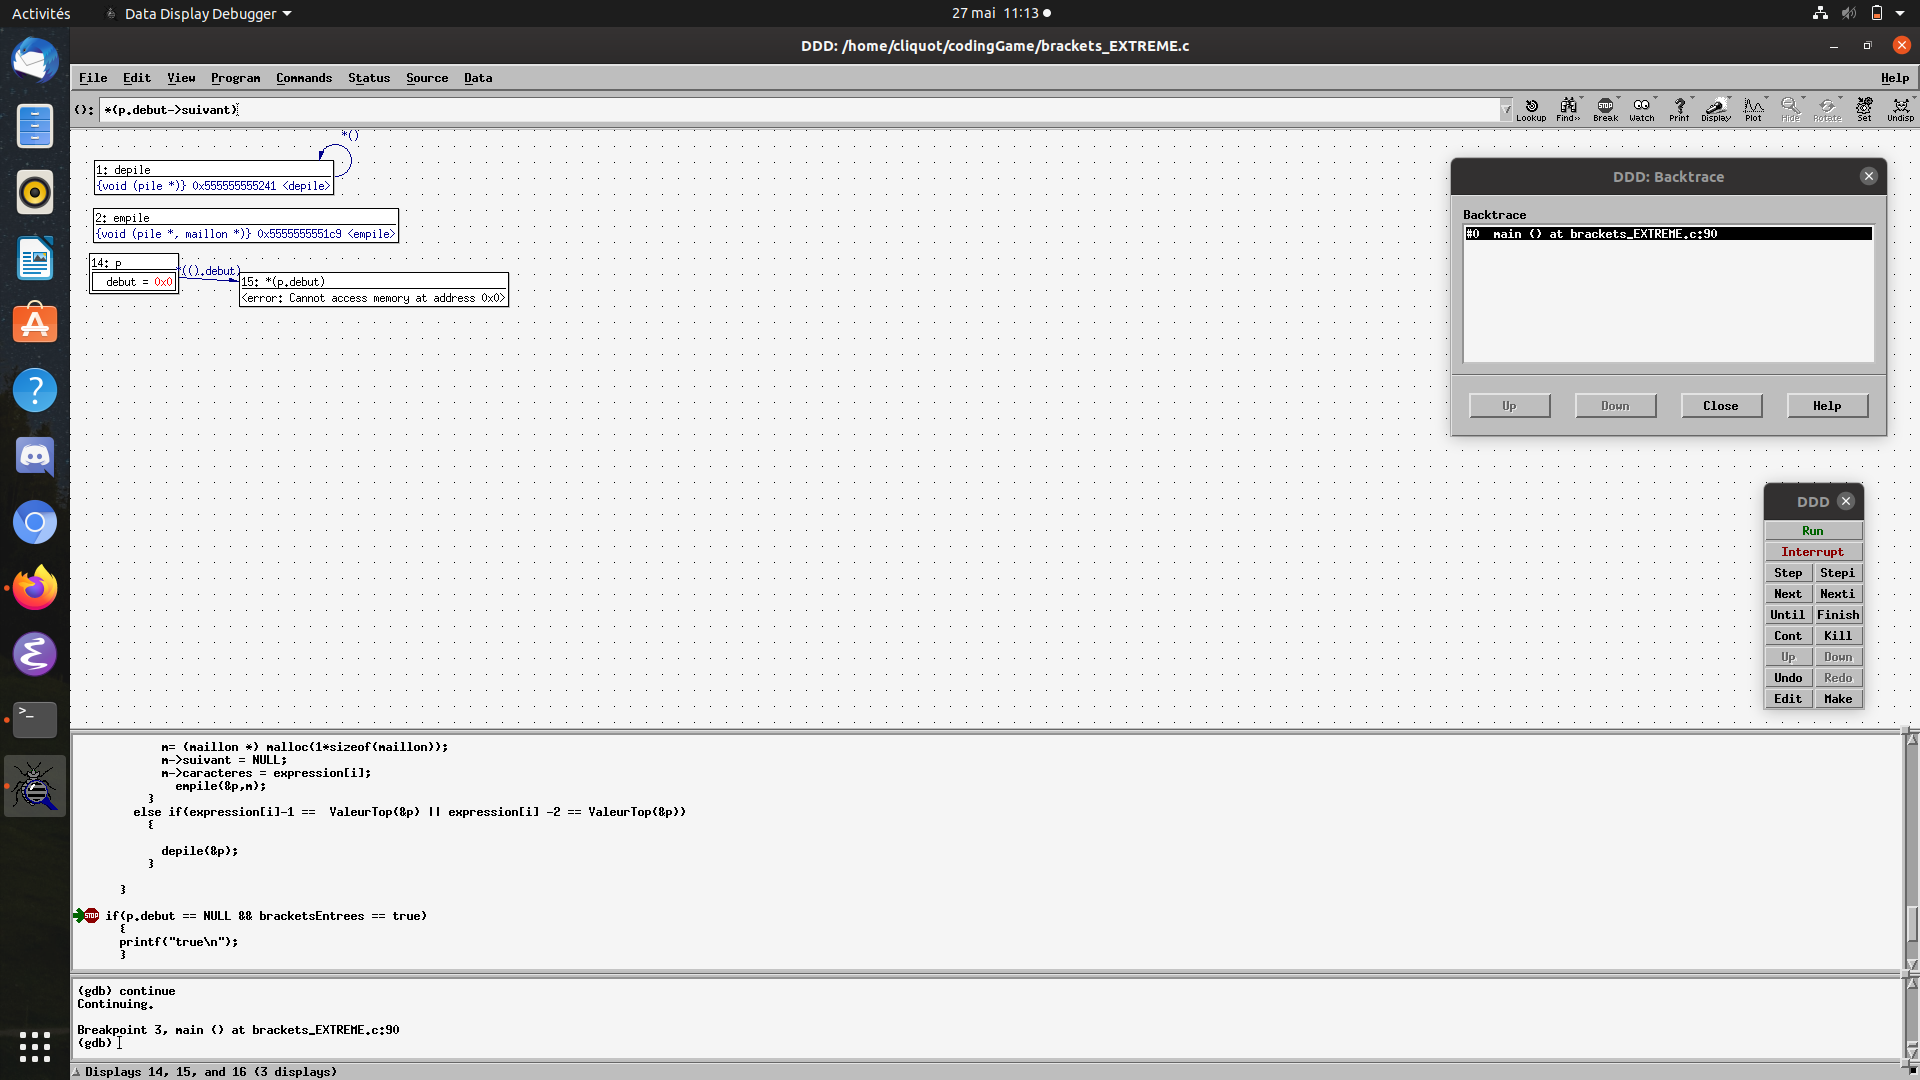 Activités
Data Display Debugger
27 mai 11:13
DDD: /home/cliquot/codingGame/brackets_EXTREME.c
File Edit View Program Commands Status Source Data Help
(): *(p.debut->suivant)
Lookup Find>> Break Watch Print Display Plot Hide Rotate Set Undisp
*()
1: depile
{void (pile *)} 0x555555555241 <depile>
2: empile
{void (pile *, maillon *)} 0x5555555551c9 <empile>
14: p
debut = 0x0
*(().debut)
15: *(p.debut)
<error: Cannot access memory at address 0x0>
DDD: Backtrace
Backtrace
#0 main () at brackets_EXTREME.c:90
Up Down Close Help
DDD
Run
Interrupt
Step Stepi
Next Nexti
Until Finish
Cont Kill
Up Down
Undo Redo
Edit Make
m= (maillon *) malloc(1*sizeof(maillon));
m->suivant = NULL;
m->caracteres = expression[i];
empile(&p,m);
}
else if(expression[i]-1 ==  ValeurTop(&p) || expression[i] -2 == ValeurTop(&p))
{
depile(&p);
}
}
STOP if(p.debut == NULL && bracketsEntrees == true)
{
printf("true\n");
}
(gdb) continue
Continuing.
Breakpoint 3, main () at brackets_EXTREME.c:90
(gdb)
Displays 14, 15, and 16 (3 displays)